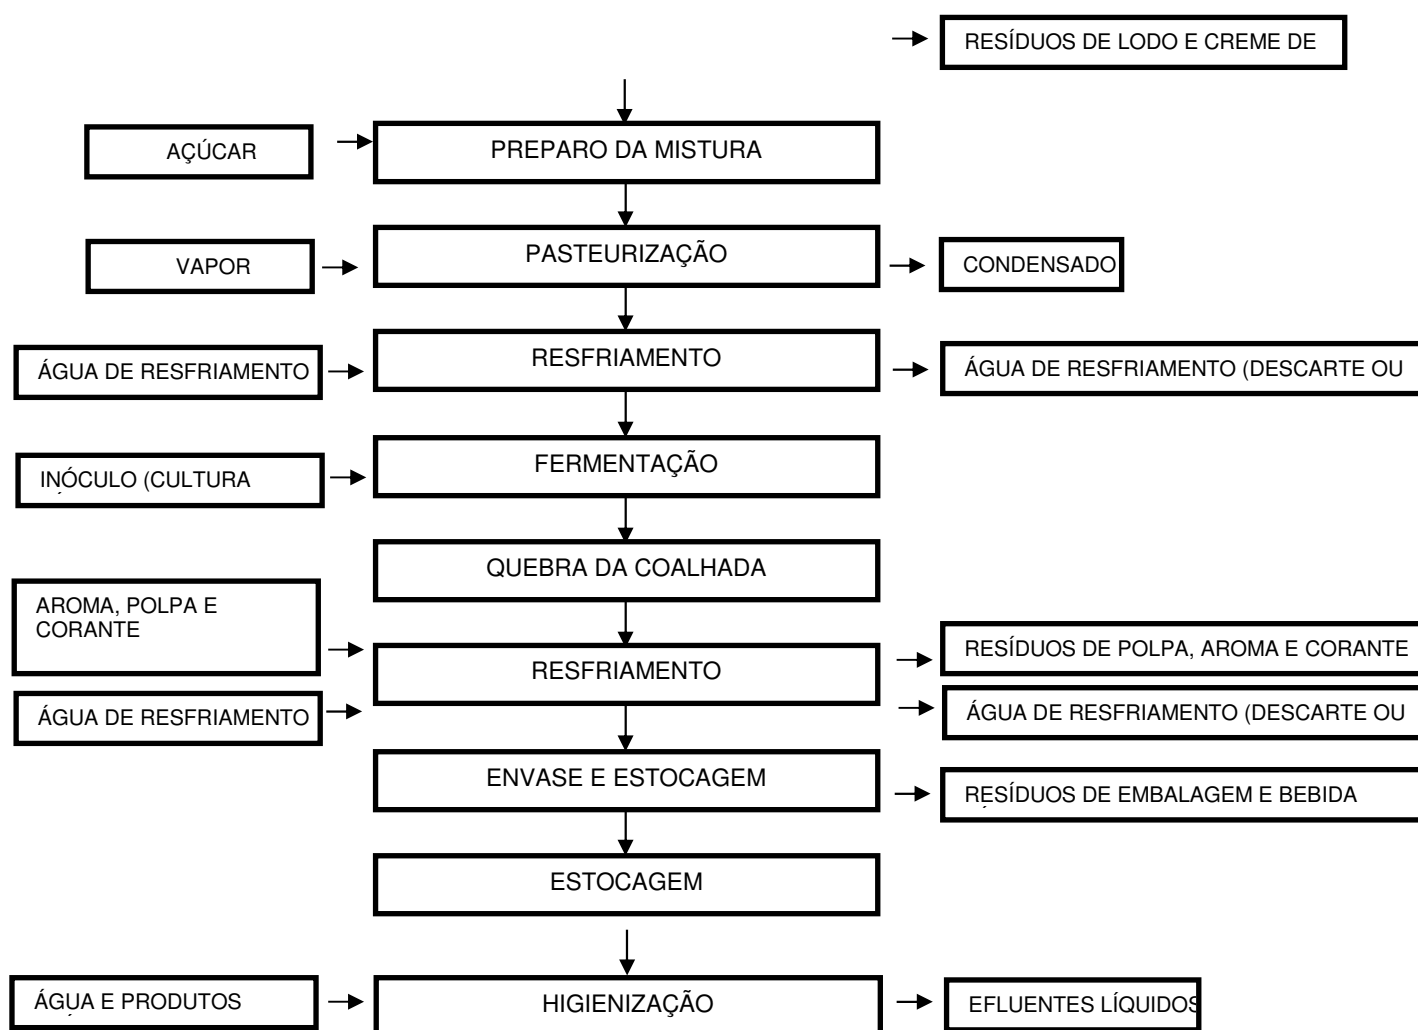 RESÍDUOS DE LODO E CREME DE
AÇÚCAR
PREPARO DA MISTURA
VAPOR
PASTEURIZAÇÃO
CONDENSADO
ÁGUA DE RESFRIAMENTO
RESFRIAMENTO
ÁGUA DE RESFRIAMENTO (DESCARTE OU
INÓCULO (CULTURA
FERMENTAÇÃO
QUEBRA DA COALHADA
AROMA, POLPA E
CORANTE
RESFRIAMENTO
RESÍDUOS DE POLPA, AROMA E CORANTE
ÁGUA DE RESFRIAMENTO
ÁGUA DE RESFRIAMENTO (DESCARTE OU
ENVASE E ESTOCAGEM
RESÍDUOS DE EMBALAGEM E BEBIDA
ESTOCAGEM
ÁGUA E PRODUTOS
HIGIENIZAÇÃO
EFLUENTES LÍQUIDOS